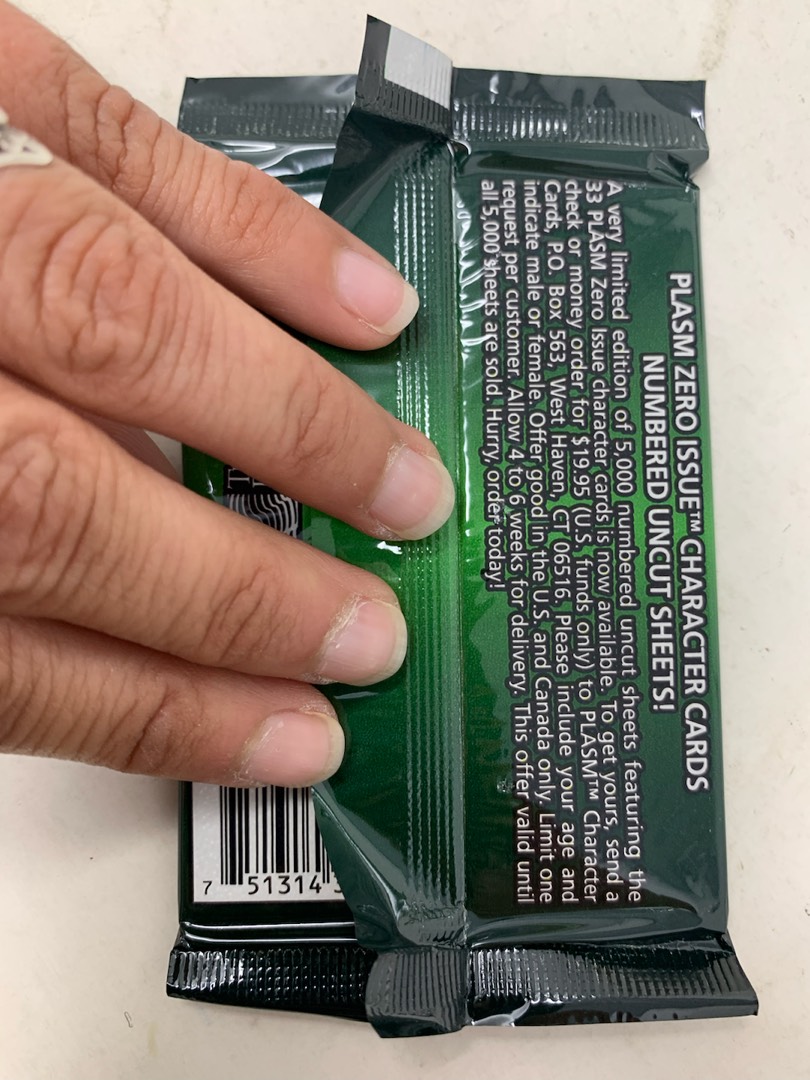 PLASM ZERO ISSUE™ CHARACTER CARDS
NUMBERED UNCUT SHEETS!
A very limited edition of 5,000 numbered uncut sheets featuring the
33 PLASM Zero Issue character cards is now available. To get yours, send a
check or money order for $19.95 (U.S. funds only) to PLASM™ Character
Cards, P.O. Box 563, West Haven, CT 06516. Please include your age and
indicate male or female. Offer good in the U.S. and Canada only. Limit one
request per customer. Allow 4 to 6 weeks for delivery. This offer valid until
all 5,000 sheets are sold. Hurry, order today!
7 51314